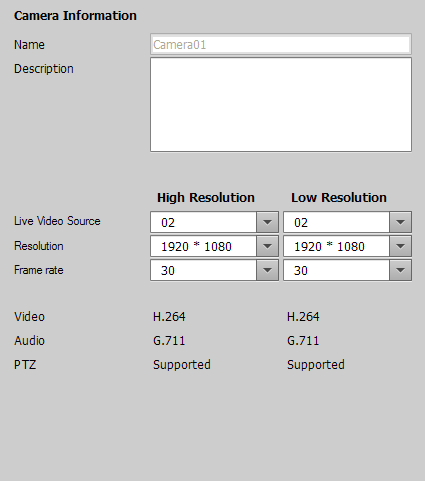 Camera Information
Name Camera01
Description
High Resolution Low Resolution
Live Video Source 02 02
Resolution 1920 * 1080 1920 * 1080
Frame rate 30 30
Video H.264 H.264
Audio G.711 G.711
PTZ Supported Supported